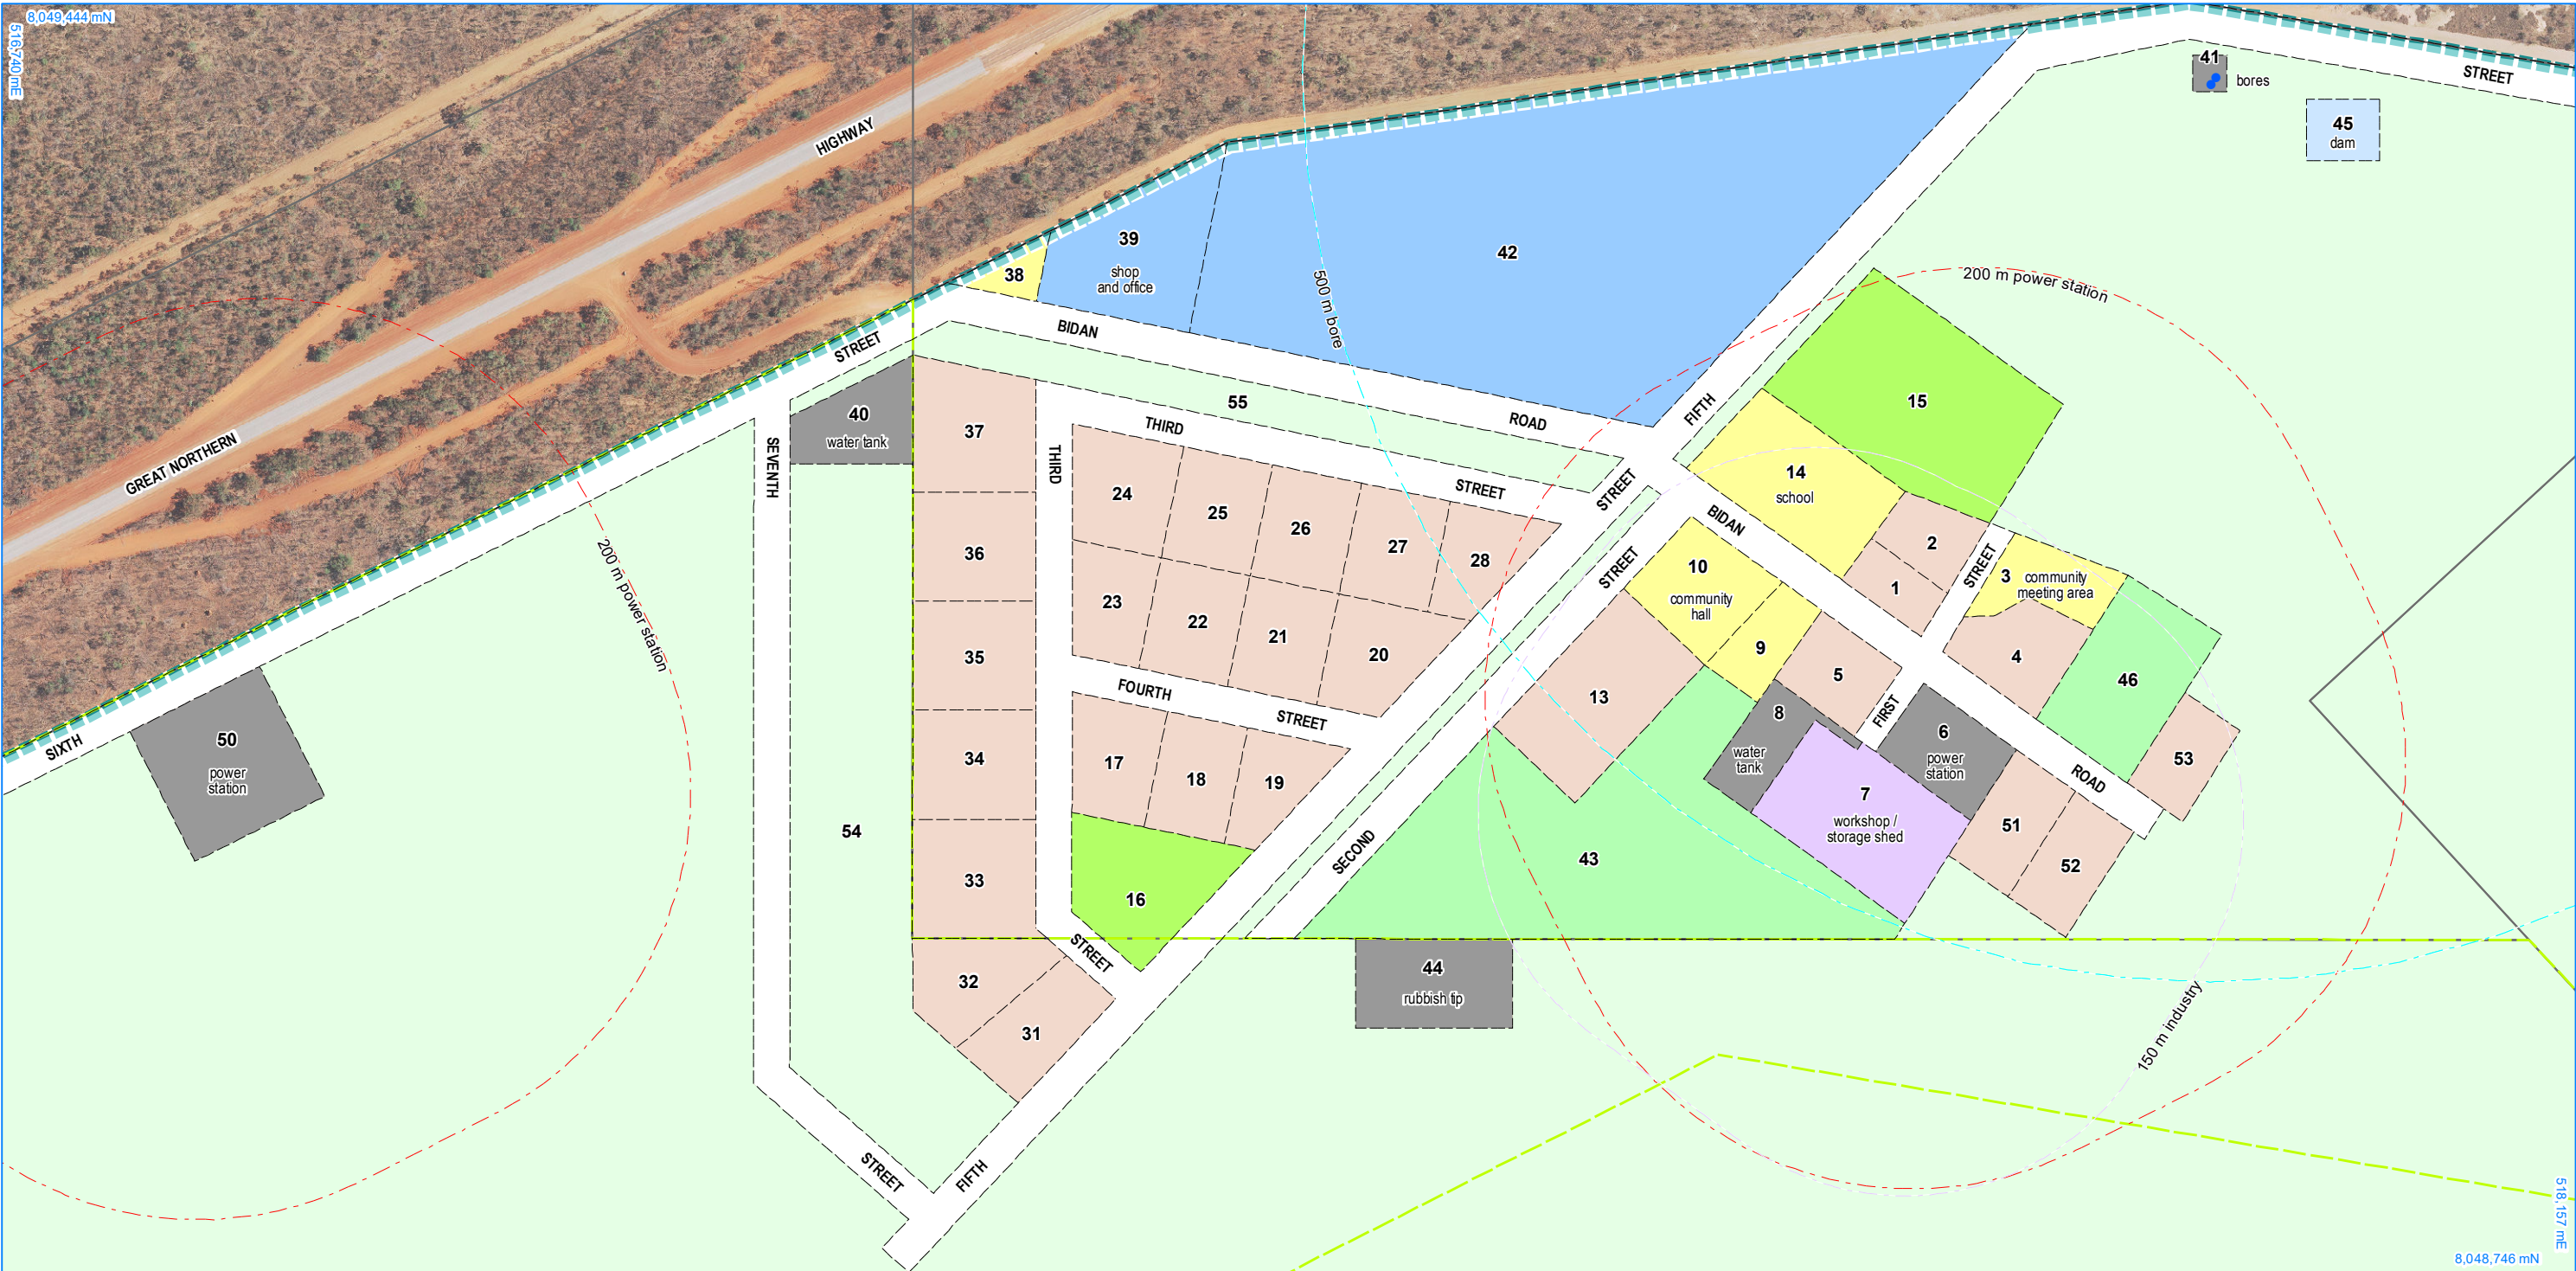 8,049,444 mN
516,740 mE
HIGHWAY
GREAT NORTHERN
STREET
41
bores
45
dam
39
shop
and office
42
38
500 m bore
200 m power station
BIDAN
STREET
40
water tank
37
55
ROAD
FIFTH
15
THIRD
SEVENTH
THIRD
14
school
24
25
26
27
28
STREET
STREET
BIDAN
36
2
1
STREET
3
community
meeting area
10
community
hall
STREET
200 m power station
23
22
21
20
9
5
4
46
35
FOURTH
STREET
13
8
water
tank
FIRST
6
power
station
53
ROAD
50
power
station
SIXTH
34
17
18
19
7
workshop /
storage shed
51
52
54
33
16
SECOND
43
STREET
32
31
44
rubbish tip
150 m industry
STREET
FIFTH
518,157 mE
8,048,746 mN